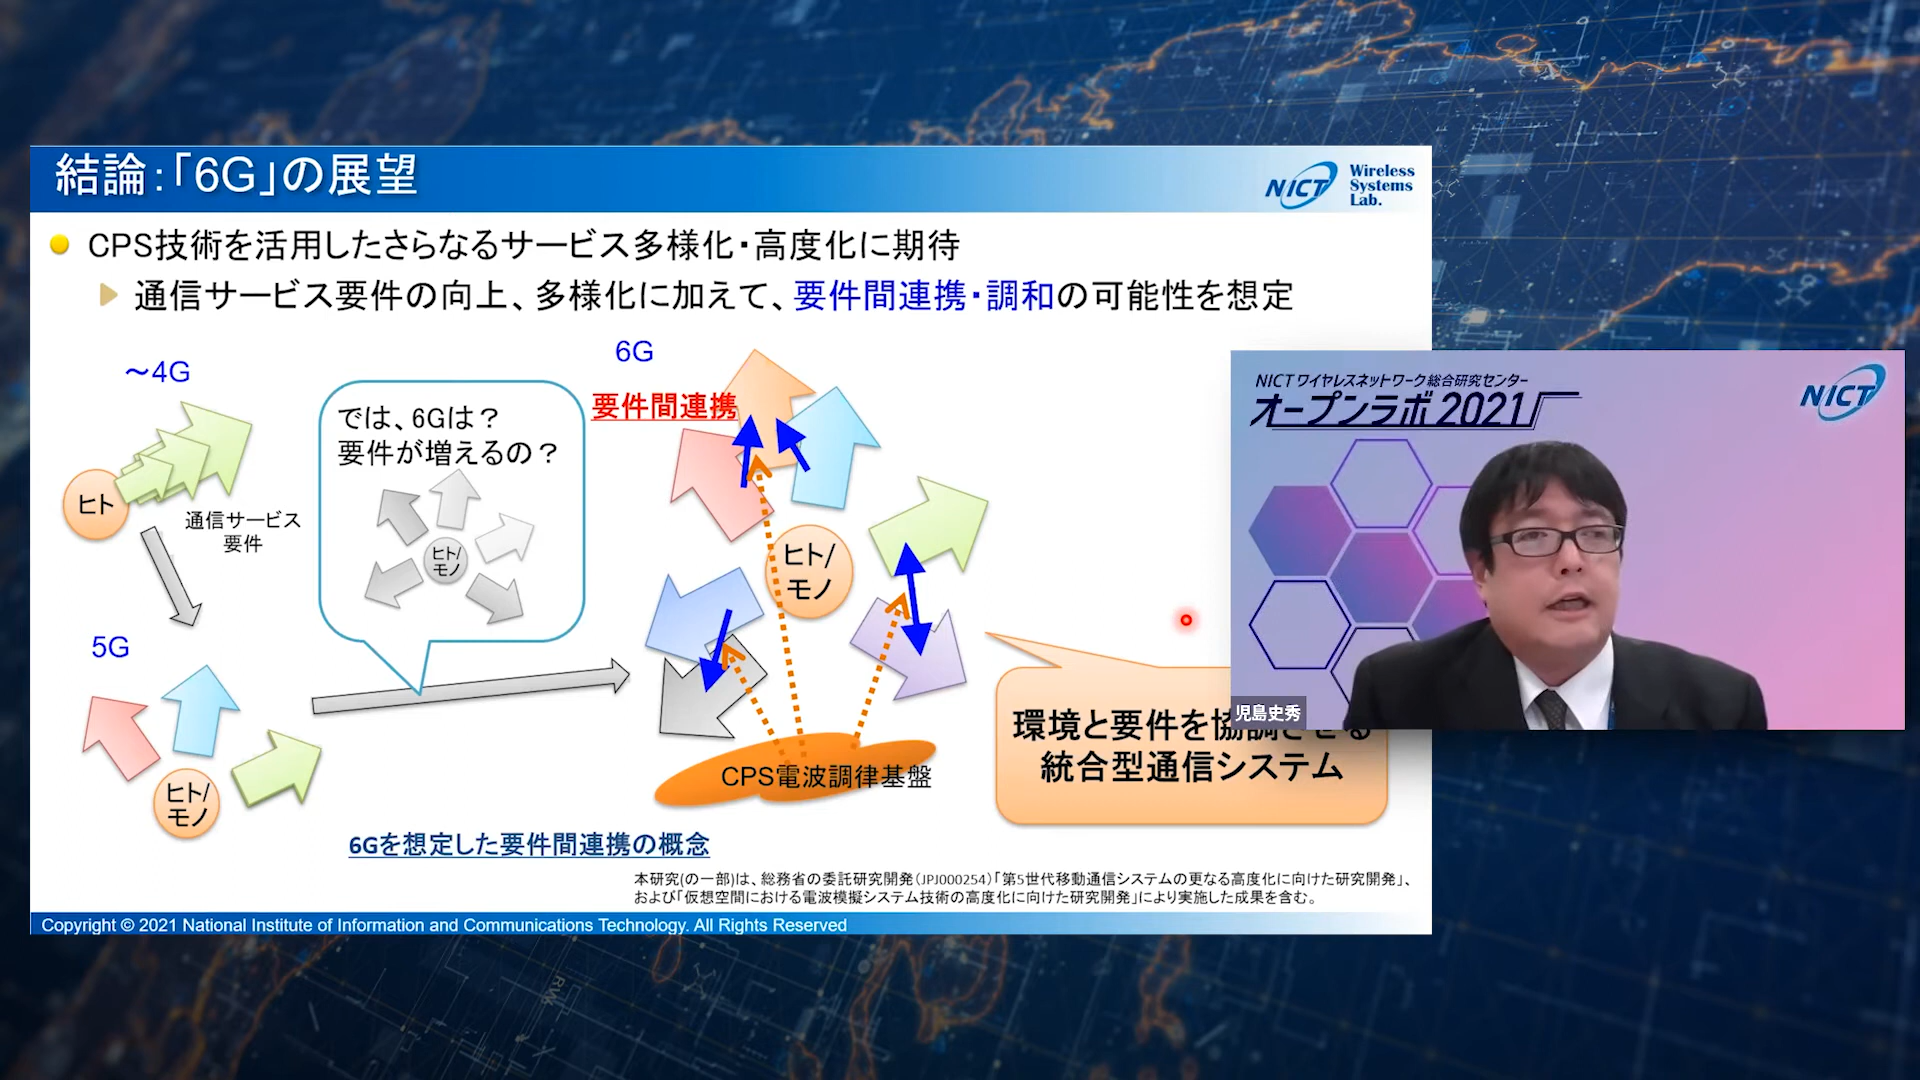 結論:「6G」の展望
NICT
Wireless
Systems
Lab.
CPS技術を活用したさらなるサービス多様化・高度化に期待
通信サービス要件の向上、多様化に加えて、要件間連携・調和の可能性を想定
～4G
ヒト
通信サービス
要件
5G
ヒト/
モノ
では、6Gは？
要件が増えるの？
ヒト/
モノ
6G
要件間連携
ヒト/
モノ
CPS電波調律基盤
環境と要件を協調させる
統合型通信システム
6Gを想定した要件間連携の概念
本研究(の一部)は、総務省の委託研究開発(JPJ000254)「第5世代移動通信システムの更なる高度化に向けた研究開発」、
および「仮想空間における電波模擬システム技術の高度化に向けた研究開発」により実施した成果を含む。
Copyright © 2021 National Institute of Information and Communications Technology. All Rights Reserved
NICTワイヤレスネットワーク総合研究センター
オープンラボ2021
NICT
児島史秀